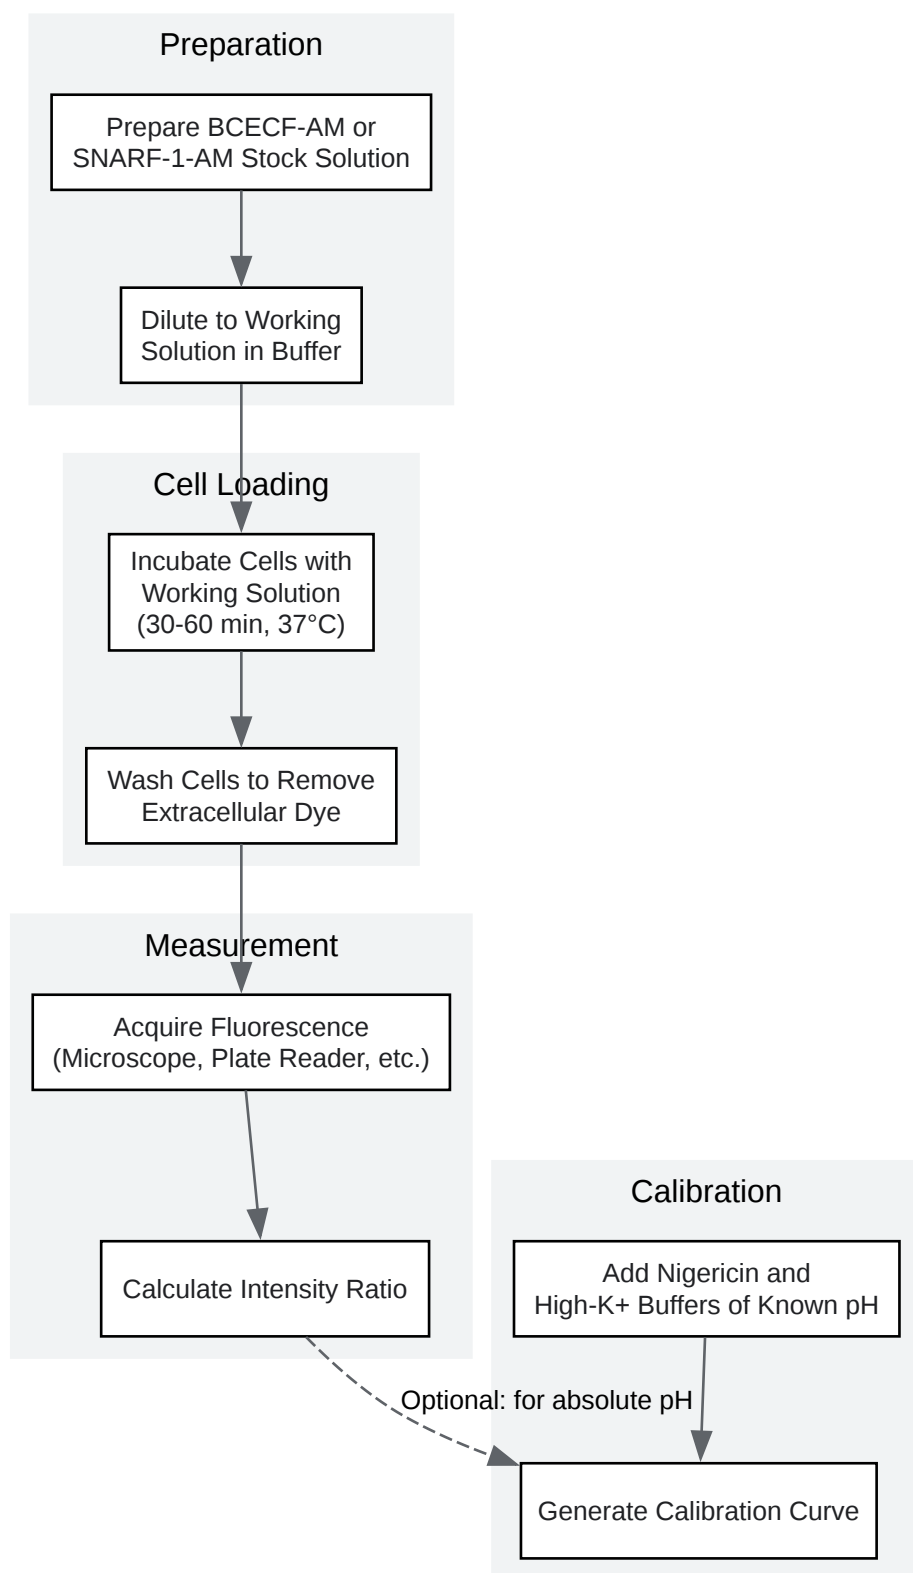 Preparation
Prepare BCECF-AM or
SNARF-1-AM Stock Solution
Dilute to Working
Solution in Buffer
Cell Loading
Incubate Cells with
Working Solution
(30-60 min, 37°C)
Wash Cells to Remove
Extracellular Dye
Measurement
Acquire Fluorescence
(Microscope, Plate Reader, etc.)
Calculate Intensity Ratio
Calibration
Add Nigericin and
High-K+ Buffers of Known pH
Optional: for absolute pH
Generate Calibration Curve